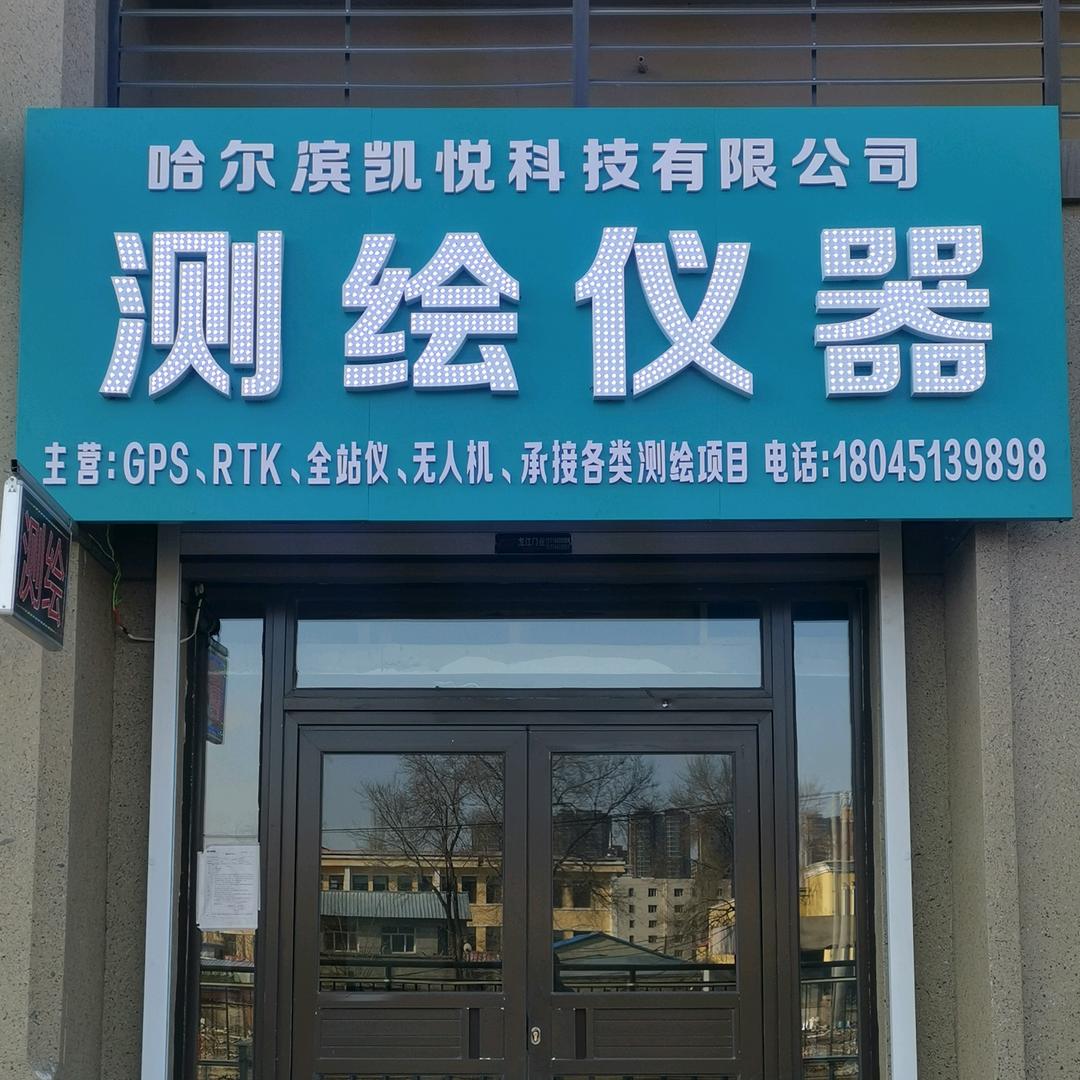 哈尔滨凯悦科技有限公司
测绘仪器
主营:GPS、RTK、全站仪、无人机、承接各类测绘项目 电话:18045139898
测绘